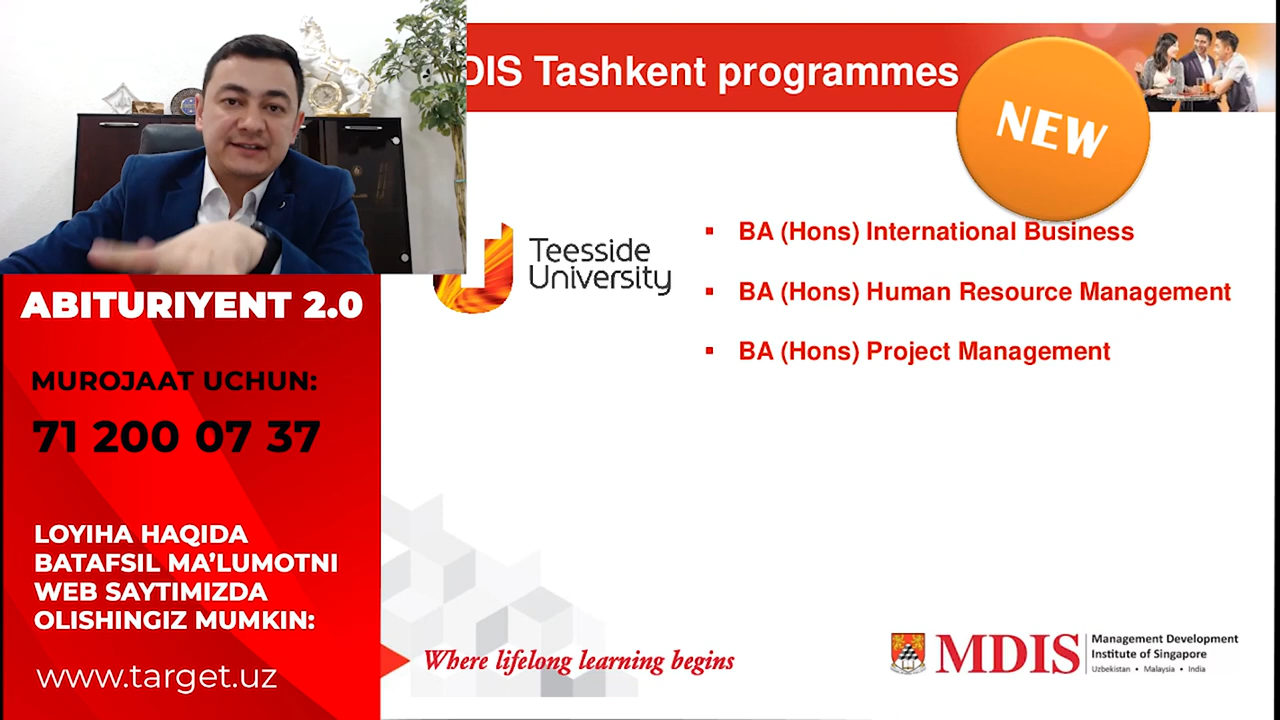 DIS Tashkent programmes
NEW
Teesside
University
▪ BA (Hons) International Business
▪ BA (Hons) Human Resource Management
▪ BA (Hons) Project Management
ABITURIYENT 2.0
MUROJAAT UCHUN:
71 200 07 37
LOYIHA HAQIDA
BATAFSIL MA’LUMOTNI
WEB SAYTIMIZDA
OLISHINGIZ MUMKIN:
www.target.uz
Where lifelong learning begins
MDIS
Management Development
Institute of Singapore
Uzbekistan • Malaysia • India